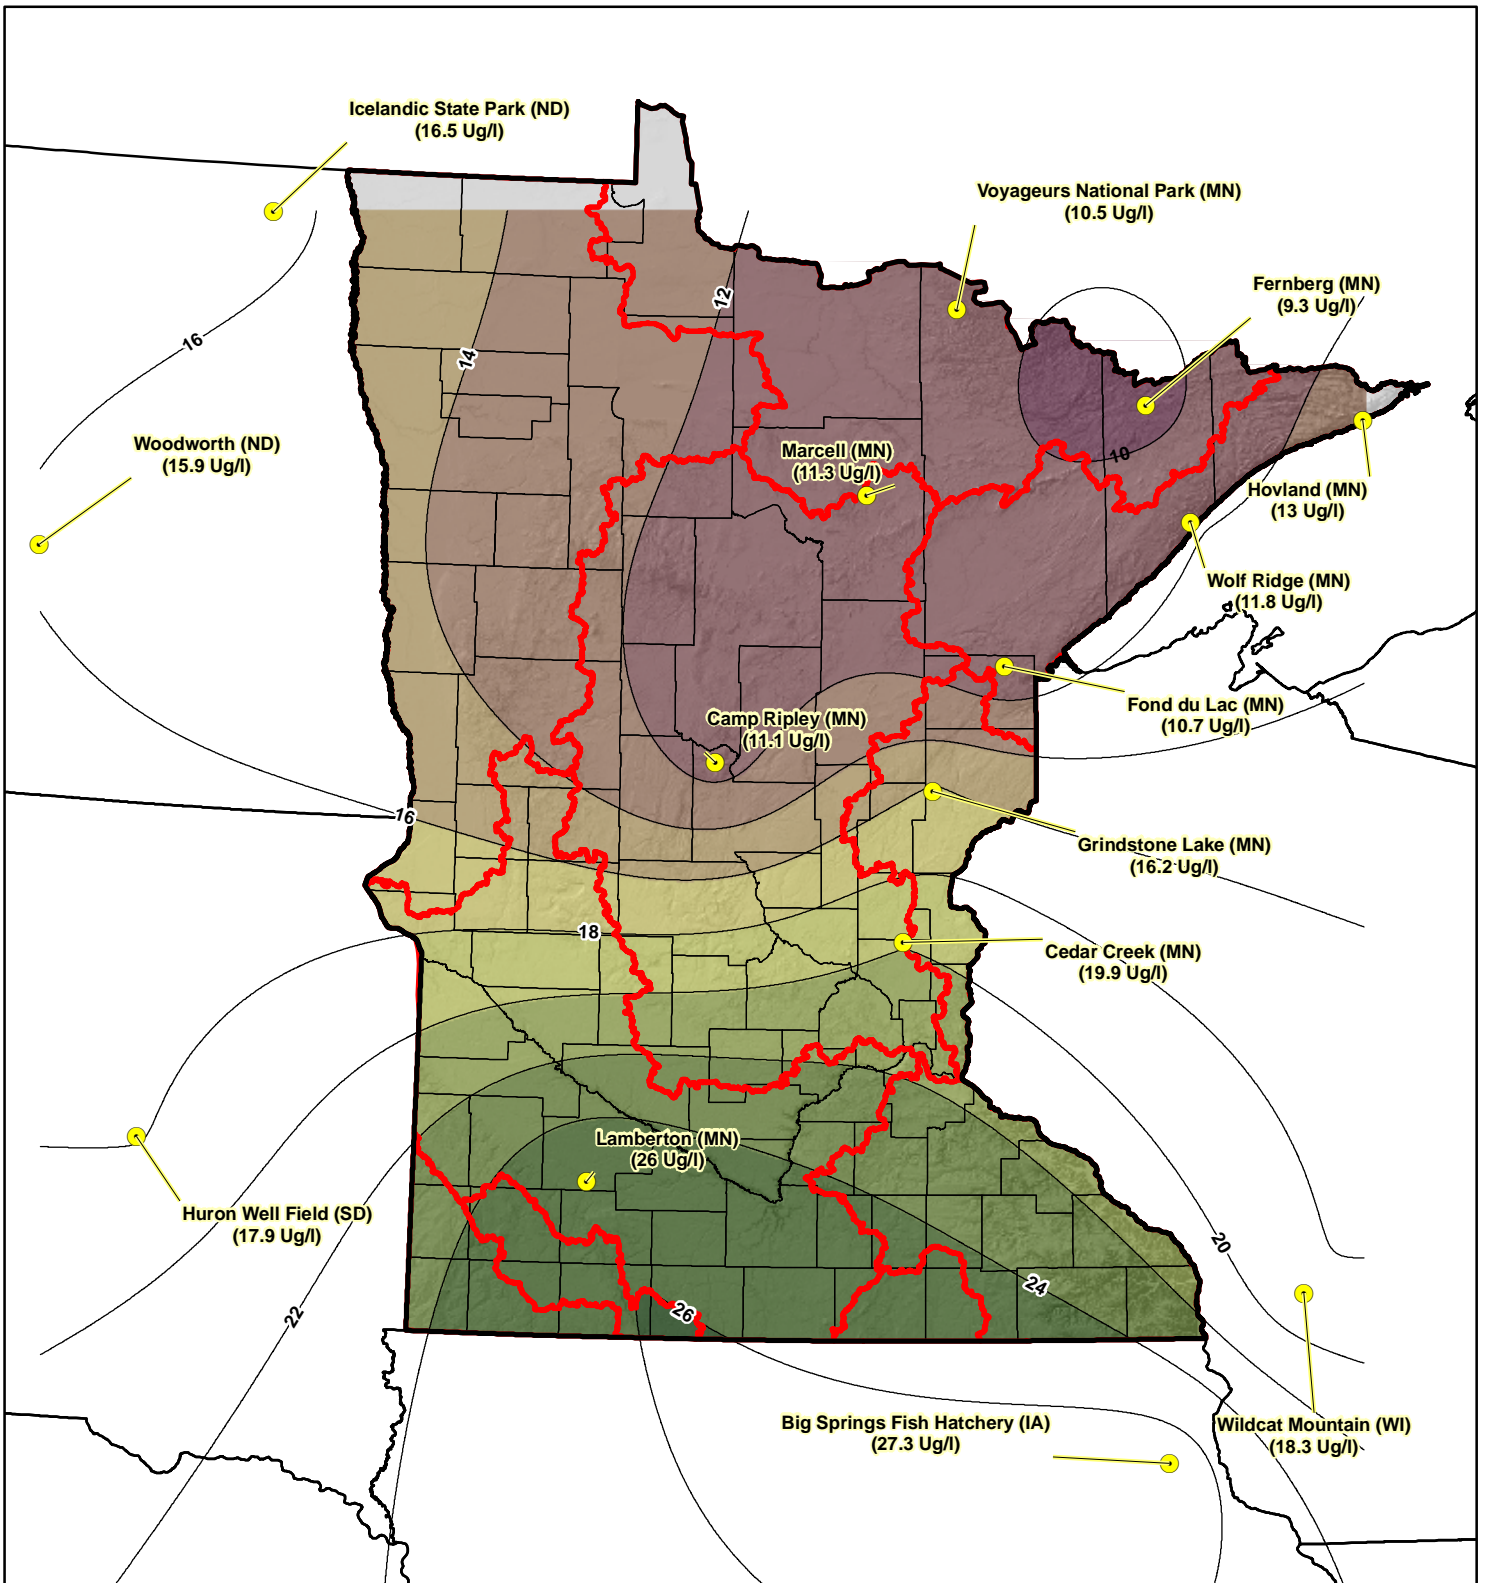 Icelandic State Park (ND)
(16.5 Ug/l)
Voyageurs National Park (MN)
(10.5 Ug/l)
Fernberg (MN)
(9.3 Ug/l)
12
16
14
Woodworth (ND)
(15.9 Ug/l)
Marcell (MN)
(11.3 Ug/l)
10
Hovland (MN)
(13 Ug/l)
Wolf Ridge (MN)
(11.8 Ug/l)
Fond du Lac (MN)
(10.7 Ug/l)
Camp Ripley (MN)
(11.1 Ug/l)
16
Grindstone Lake (MN)
(16.2 Ug/l)
18
Cedar Creek (MN)
(19.9 Ug/l)
Lamberton (MN)
(26 Ug/l)
Huron Well Field (SD)
(17.9 Ug/l)
20
24
22
26
Big Springs Fish Hatchery (IA)
(27.3 Ug/l)
Wildcat Mountain (WI)
(18.3 Ug/l)